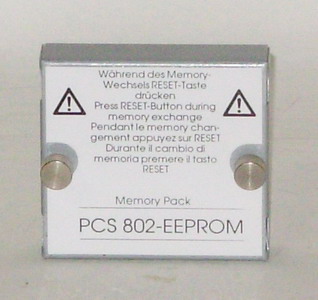 Während des Memory-
Wechsels RESET-Taste
drücken
Press RESET-Button during
memory exchange
Pendant le memory chan-
gement appuyez sur RESET
Durante il cambio di
memoria premere il tasto
RESET
Memory Pack
PCS 802-EEPROM